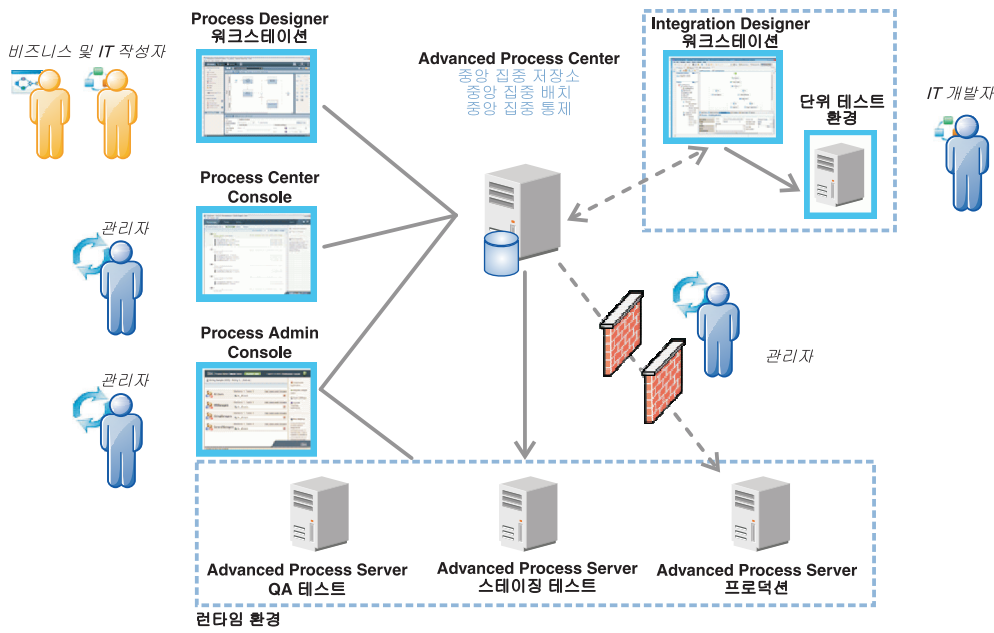 비즈니스 및 IT 작성자
Process Designer
워크스테이션
Advanced Process Center
중앙 집중 저장소
중앙 집중 배치
중앙 집중 통제
Integration Designer
워크스테이션
단위 테스트
환경
IT 개발자
Process Center
Console
관리자
Process Admin
Console
관리자
관리자
Advanced Process Server
QA 테스트
Advanced Process Server
스테이징 테스트
Advanced Process Server
프로덕션
런타임 환경